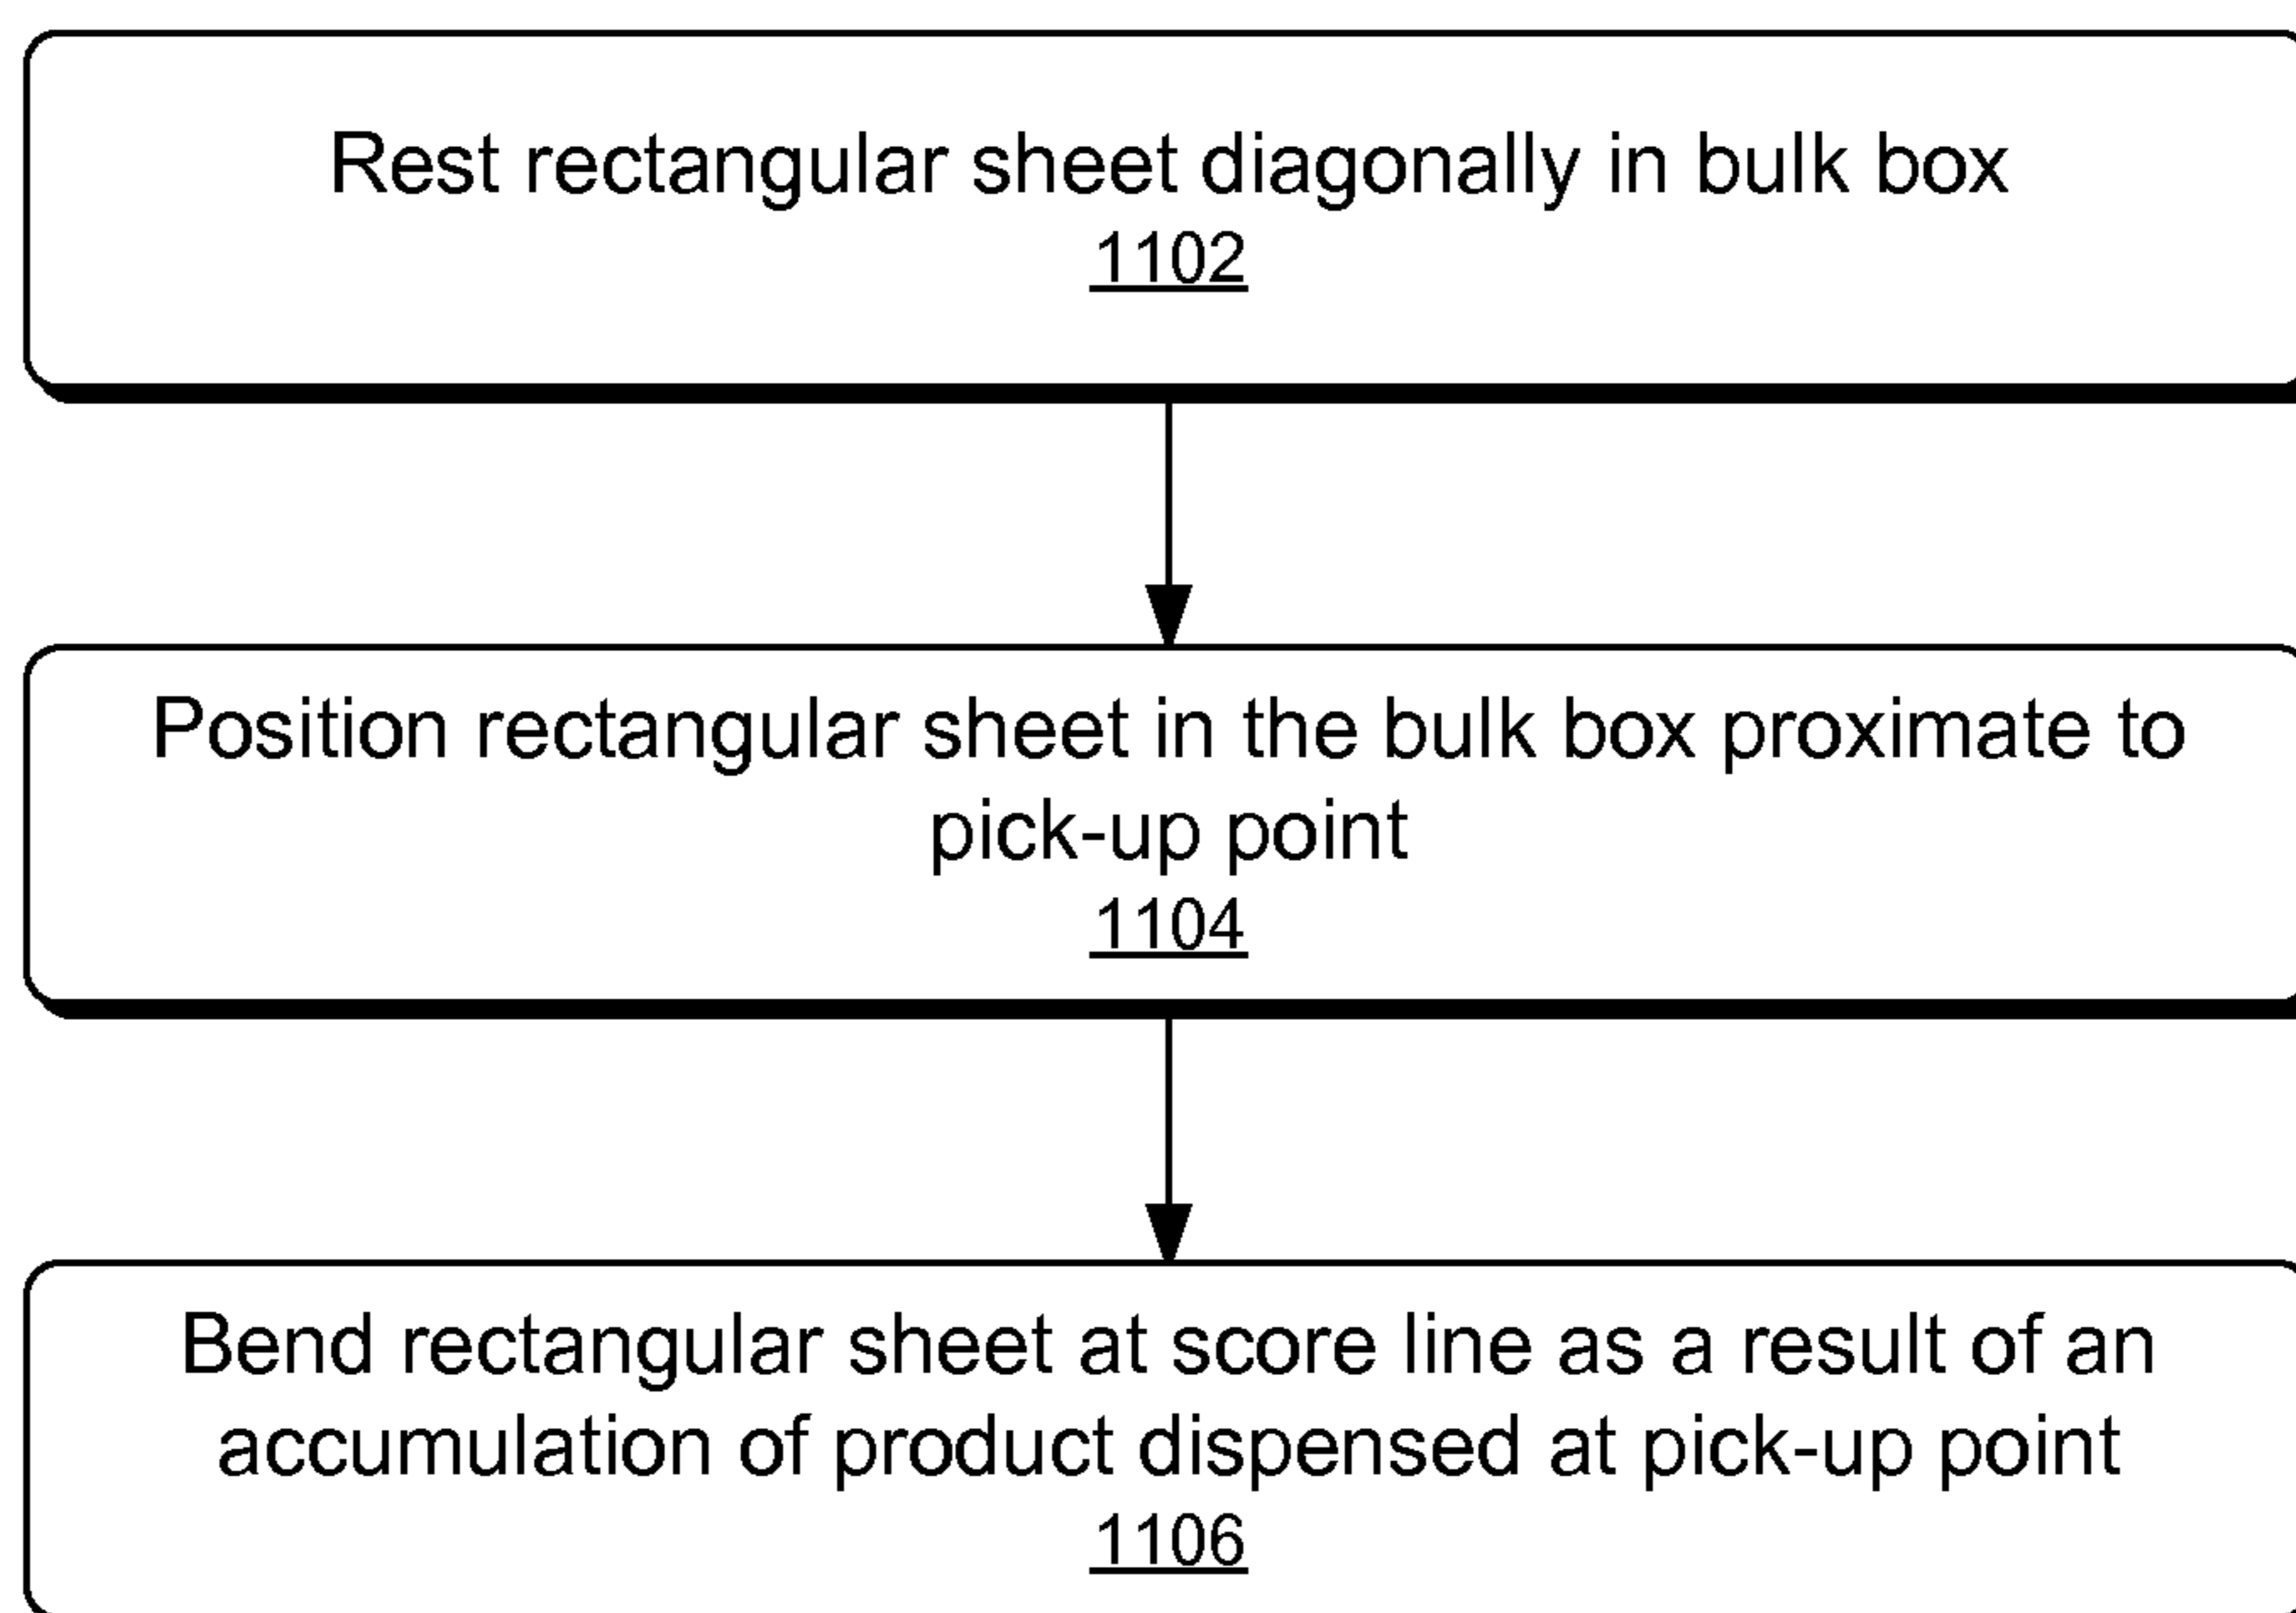 Rest rectangular sheet diagonally in bulk box
1102
Position rectangular sheet in the bulk box proximate to
pick-up point
1104
Bend rectangular sheet at score line as a result of an
accumulation of product dispensed at pick-up point
1106